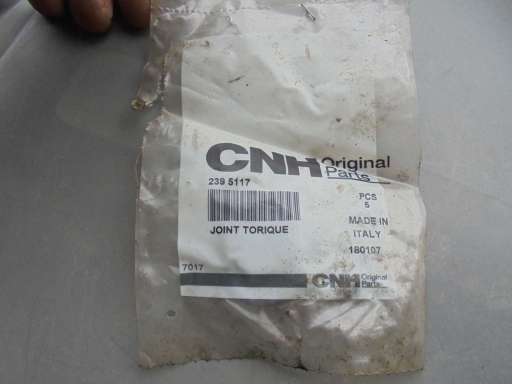 CNH Original
Parts
239 5117
PCS
5
JOINT TORIQUE
MADE IN
ITALY
180107
7017
CNH Original
Parts